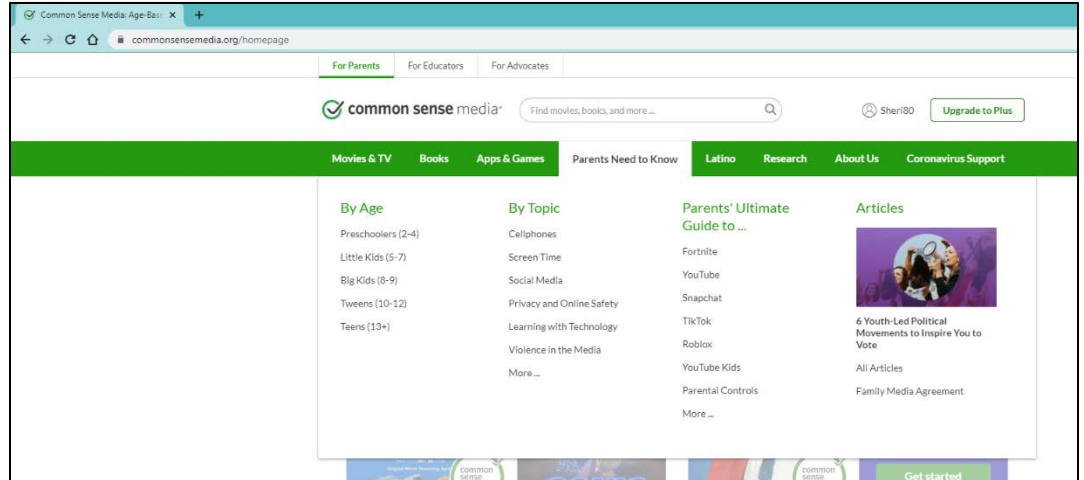 Common Sense Media: Age-Bas
commonsensemedia.org/homepage
For Parents For Educators For Advocates
common sense media
Find movies, books, and more ...
Sheri80
Upgrade to Plus
Movies & TV Books Apps & Games Parents Need to Know Latino Research About Us Coronavirus Support
By Age
Preschoolers (2-4)
Little Kids (5-7)
Big Kids (8-9)
Tweens (10-12)
Teens (13+)
By Topic
Cellphones
Screen Time
Social Media
Privacy and Online Safety
Learning with Technology
Violence in the Media
More ...
Parents' Ultimate
Guide to ...
Fortnite
YouTube
Snapchat
TikTok
Roblox
YouTube Kids
Parental Controls
More ...
Articles
6 Youth-Led Political
Movements to Inspire You to
Vote
All Articles
Family Media Agreement
common
sense
common
sense
Get started